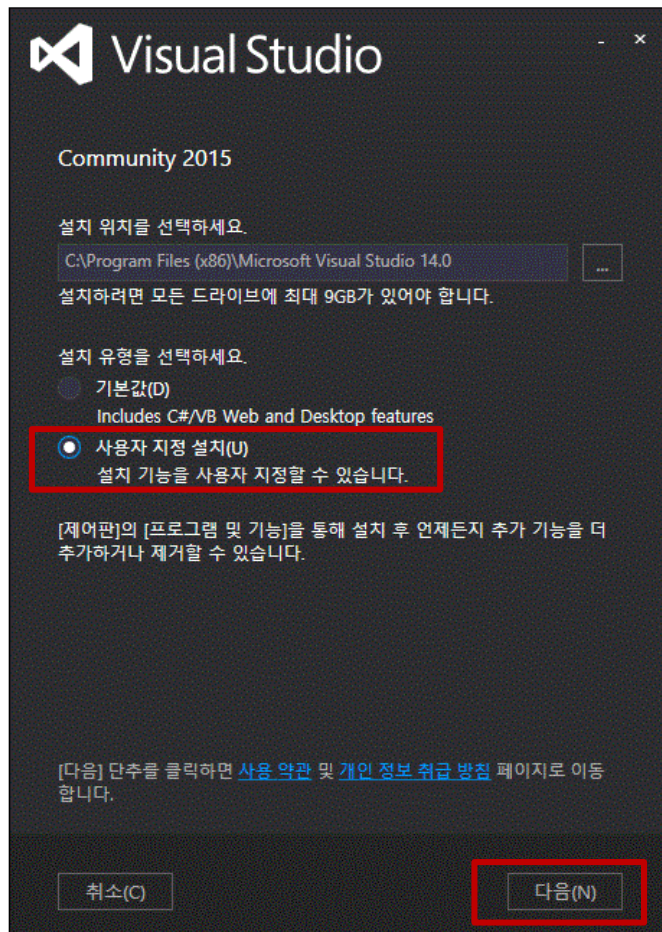 Visual Studio
Community 2015
설치 위치를 선택하세요.
C:\Program Files (x86)\Microsoft Visual Studio 14.0
...
설치하려면 모든 드라이브에 최대 9GB가 있어야 합니다.
설치 유형을 선택하세요.
기본값(D)
Includes C#/VB Web and Desktop features
사용자 지정 설치(U)
설치 기능을 사용자 지정할 수 있습니다.
[제어판]의 [프로그램 및 기능]을 통해 설치 후 언제든지 추가 기능을 더
추가하거나 제거할 수 있습니다.
[다음] 단추를 클릭하면 사용 약관 및 개인 정보 취급 방침 페이지로 이동
합니다.
취소(C)
다음(N)